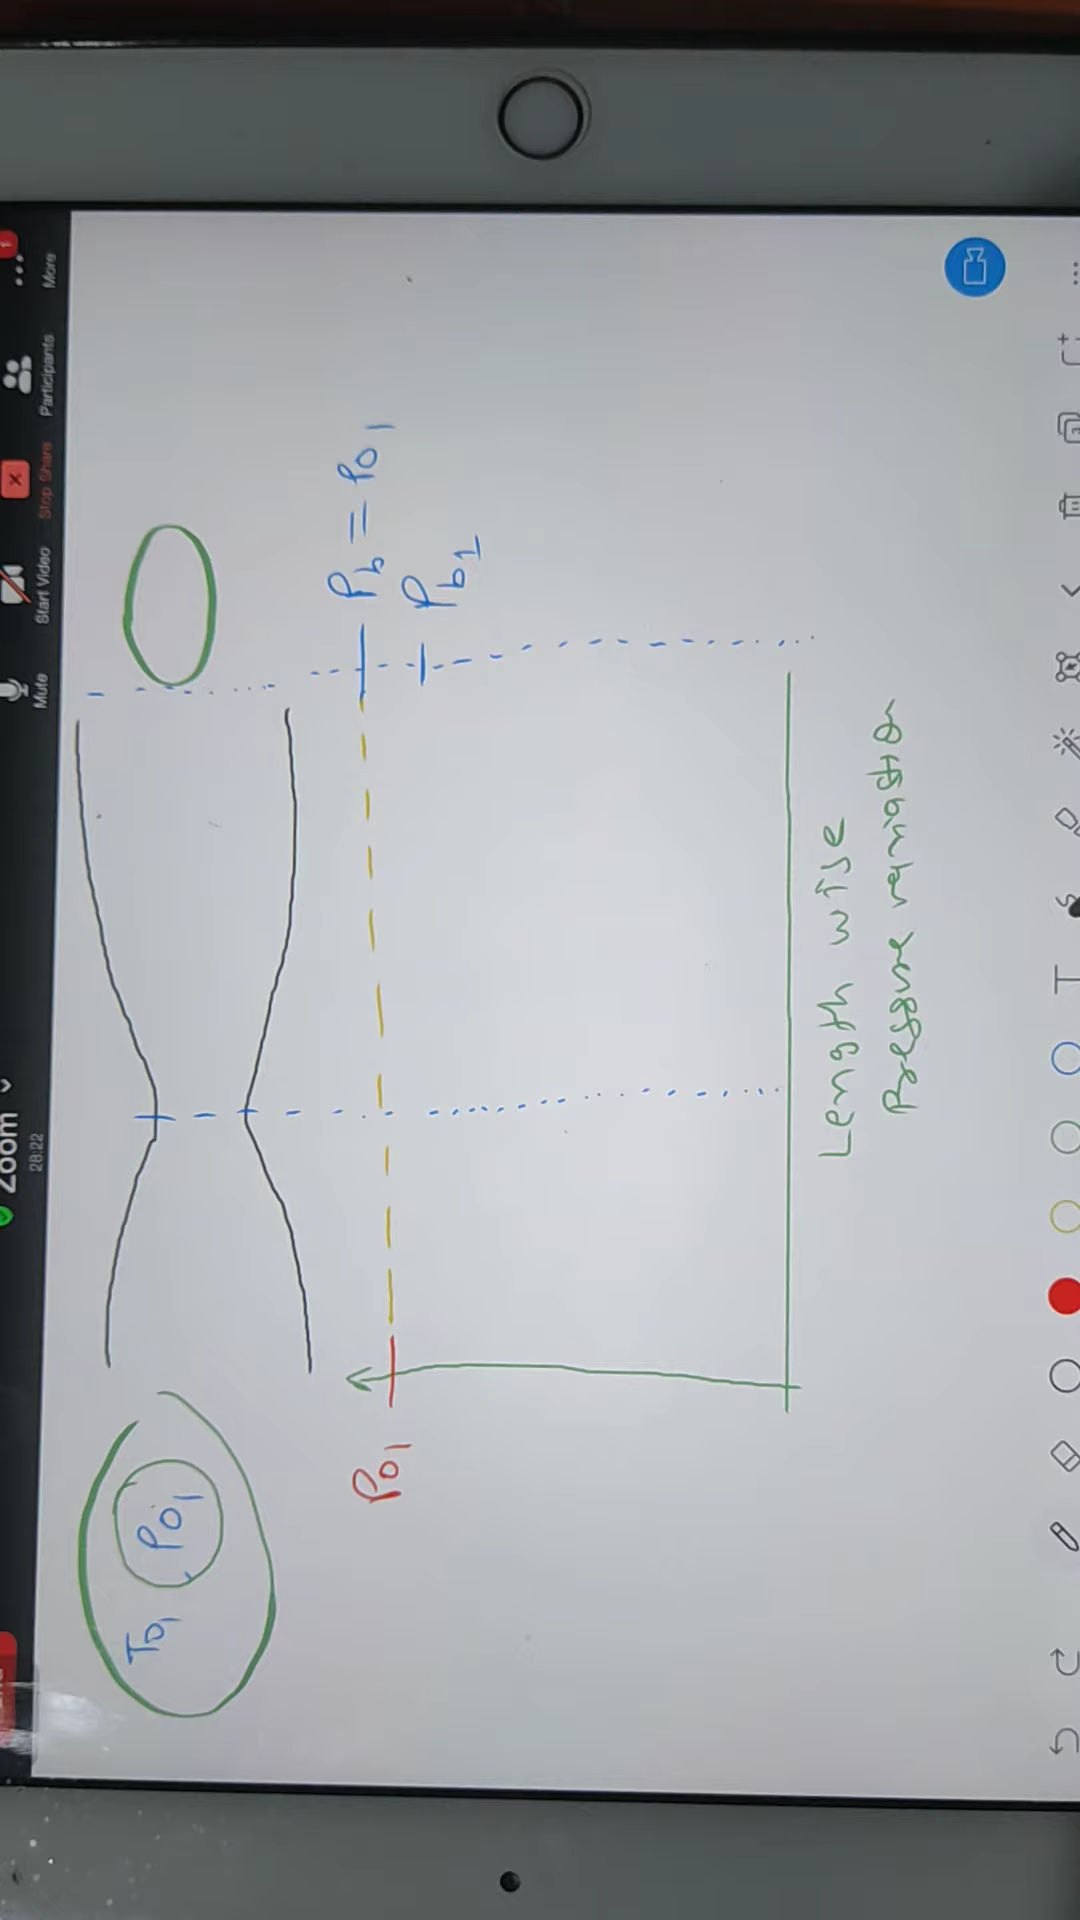 Zoom
28:22
Mute
Start Video
Stop Share
Participants
More
T01, P01
P01
Pb = P01
Pb1
Length wise
Pressure variation